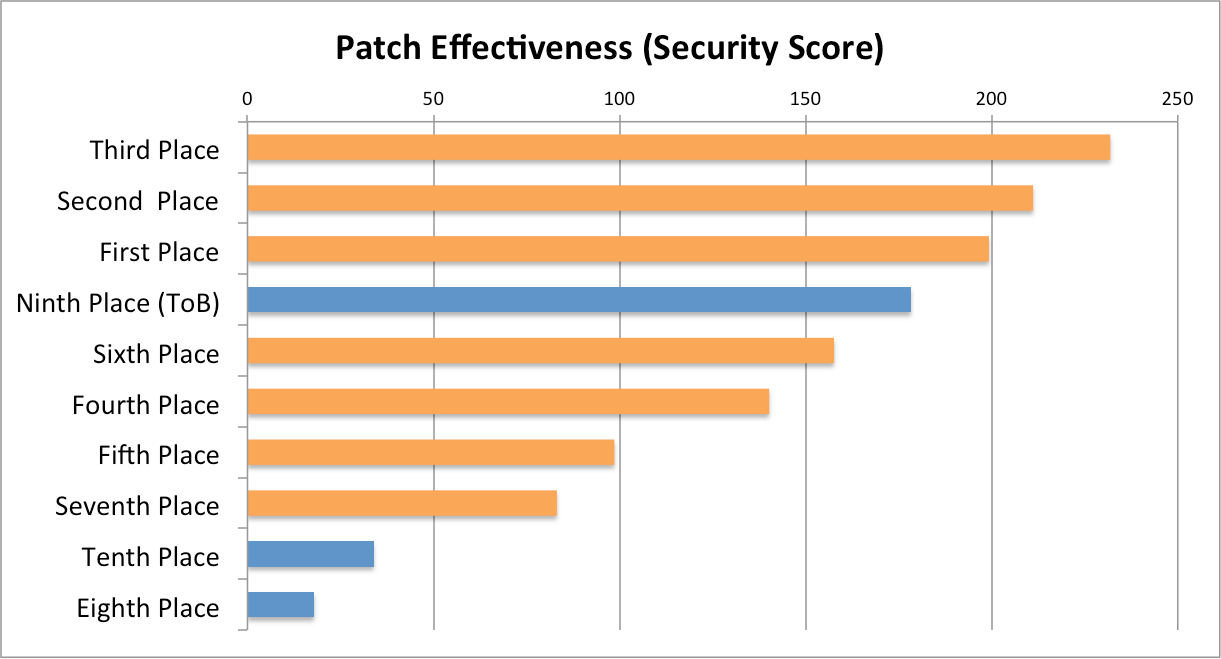 Patch Effectiveness (Security Score)
0 50 100 150 200 250
Third Place
Second  Place
First Place
Ninth Place (ToB)
Sixth Place
Fourth Place
Fifth Place
Seventh Place
Tenth Place
Eighth Place